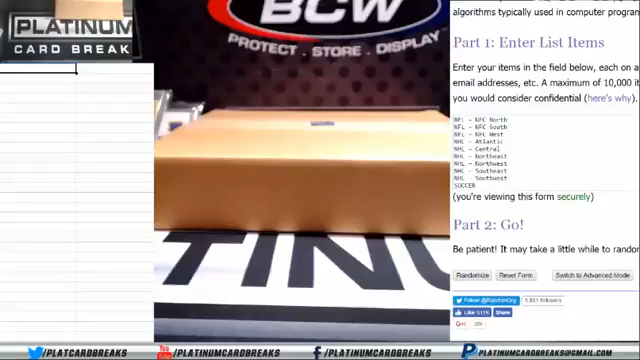 PLATINUM
CARD BREAK
BCW
PROTECT . STORE . DISPLAY
TINU
algorithms typically used in computer program
Part 1: Enter List Items
Enter your items in the field below, each on a
email addresses, etc. A maximum of 10,000 it
you would consider confidential (here's why).
NFL - NFC North
NFL - NFC South
NFL - NFC West
NHL - Atlantic
NHL - Central
NHL - Northeast
NHL - Northwest
NHL - Southeast
NHL - Southwest
SOCCER
(you're viewing this form securely)
Part 2: Go!
Be patient! It may take a little while to random
Randomize
Reset Form
Switch to Advanced Mode
Follow @RandomOrg
Like
Share
G+1
/PLATCARDBREAKS
/PLATINUMCARDBREAKS
/PLATINUMCARDBREAKS
PLATINUMCARDBREAKS@GMAIL.COM